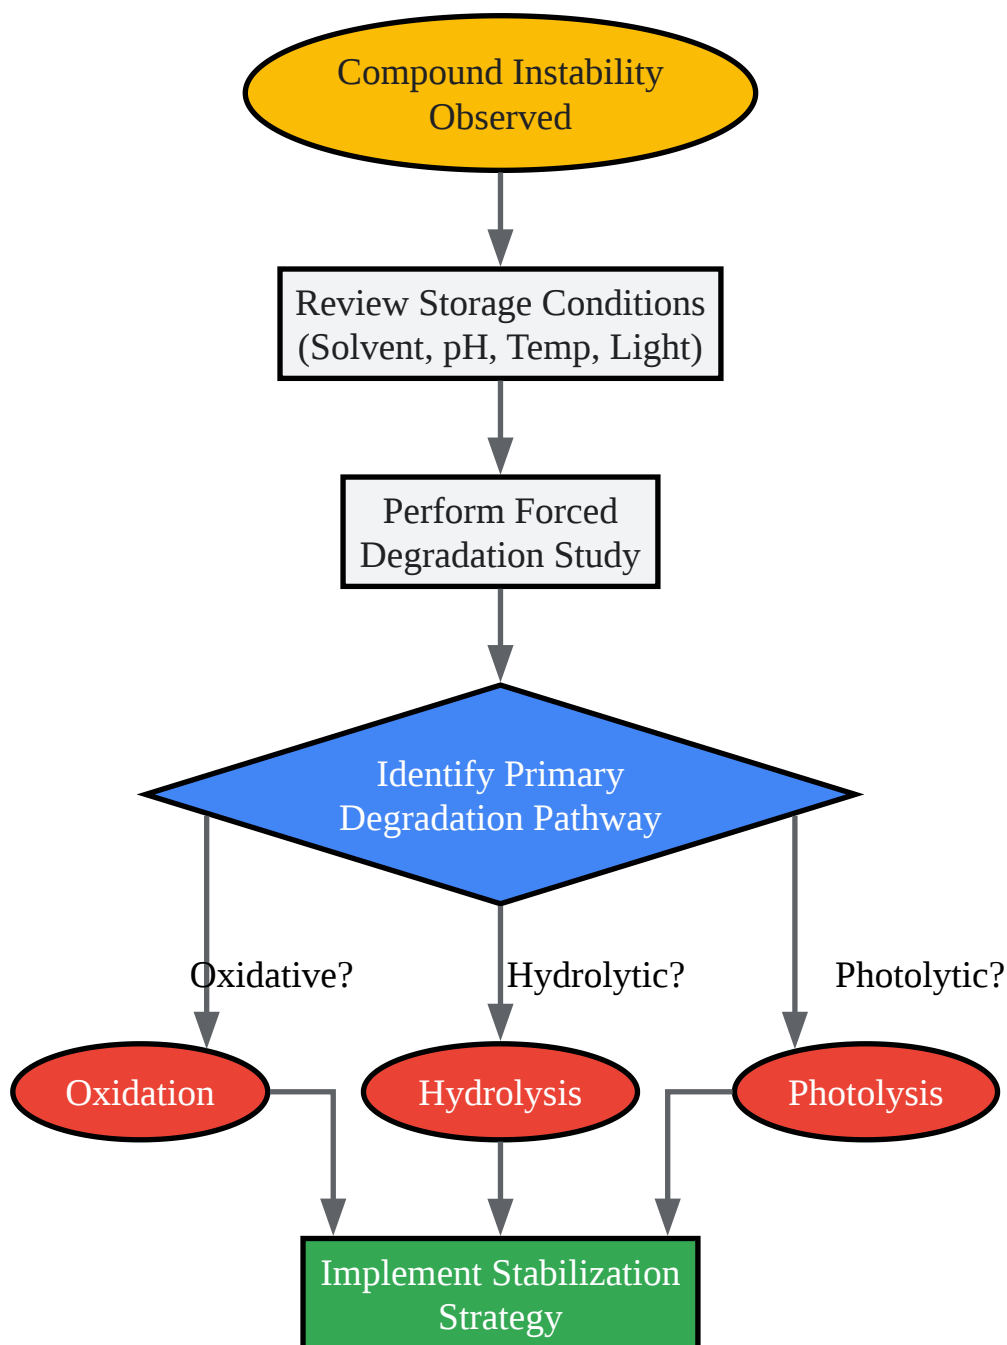 Compound Instability
Observed
Review Storage Conditions
(Solvent, pH, Temp, Light)
Perform Forced
Degradation Study
Identify Primary
Degradation Pathway
Oxidative?
Hydrolytic?
Photolytic?
Oxidation
Hydrolysis
Photolysis
Implement Stabilization
Strategy